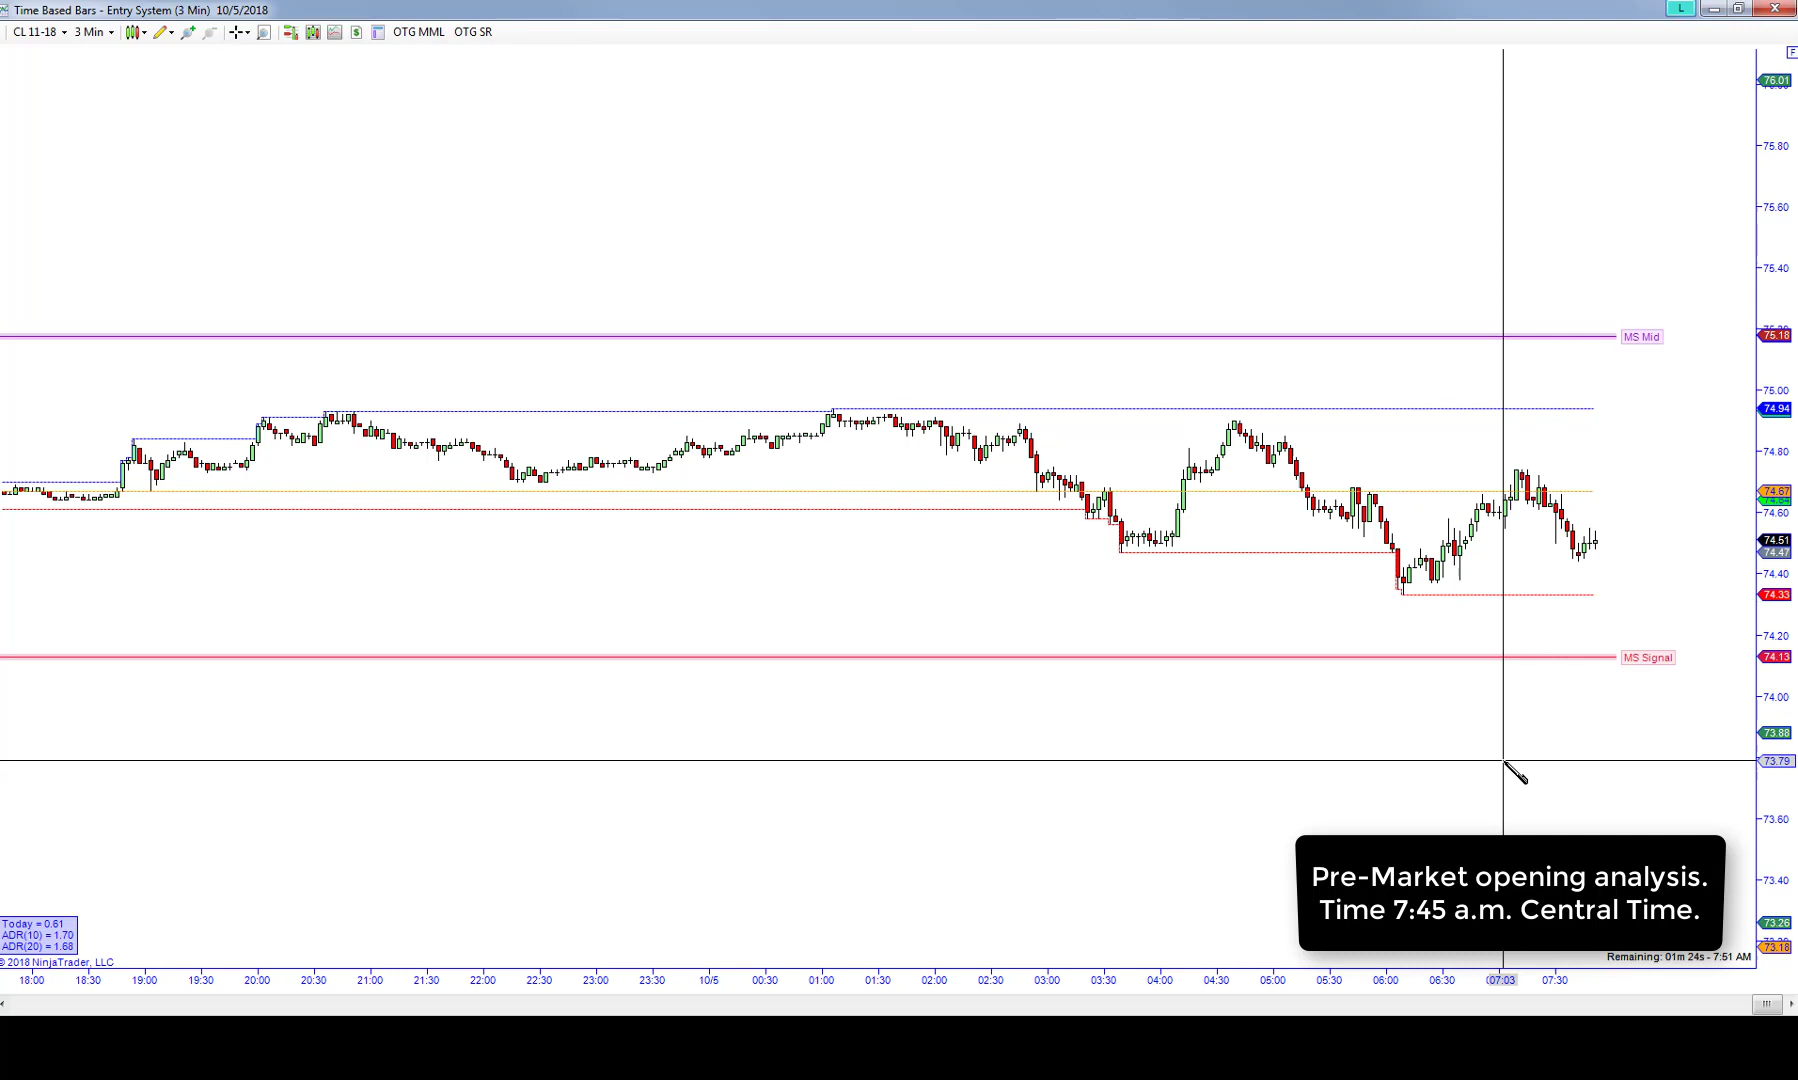 Time Based Bars - Entry System (3 Min) 10/5/2018
L
CL 11-18 3 Min $ OTG MML OTG SR
F
76.01
75.80
75.60
75.40
MS Mid 75.18
75.00
74.94
74.80
74.67
74.60
74.51
74.47
74.40
74.33
74.20
MS Signal 74.13
74.00
73.88
73.79
73.60
73.40
73.26
73.18
Pre-Market opening analysis.
Time 7:45 a.m. Central Time.
Today = 0.61
ADR(10) = 1.70
ADR(20) = 1.68
© 2018 NinjaTrader, LLC
Remaining: 01m 24s - 7:51 AM
18:00 18:30 19:00 19:30 20:00 20:30 21:00 21:30 22:00 22:30 23:00 23:30 10/5 00:30 01:00 01:30 02:00 02:30 03:00 03:30 04:00 04:30 05:00 05:30 06:00 06:30 07:03 07:30